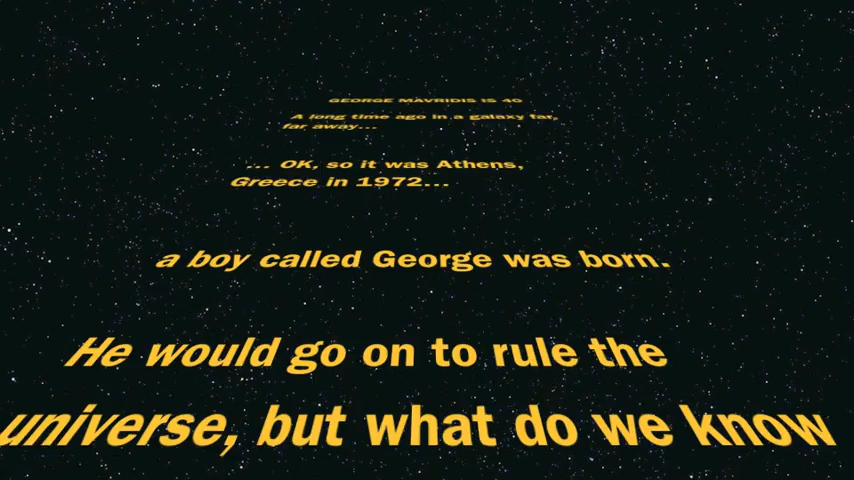 GEORGE MAVRIDIS IS 40
A long time ago in a galaxy far,
far away...
... OK, so it was Athens,
Greece in 1972...
a boy called George was born.
He would go on to rule the
universe, but what do we know